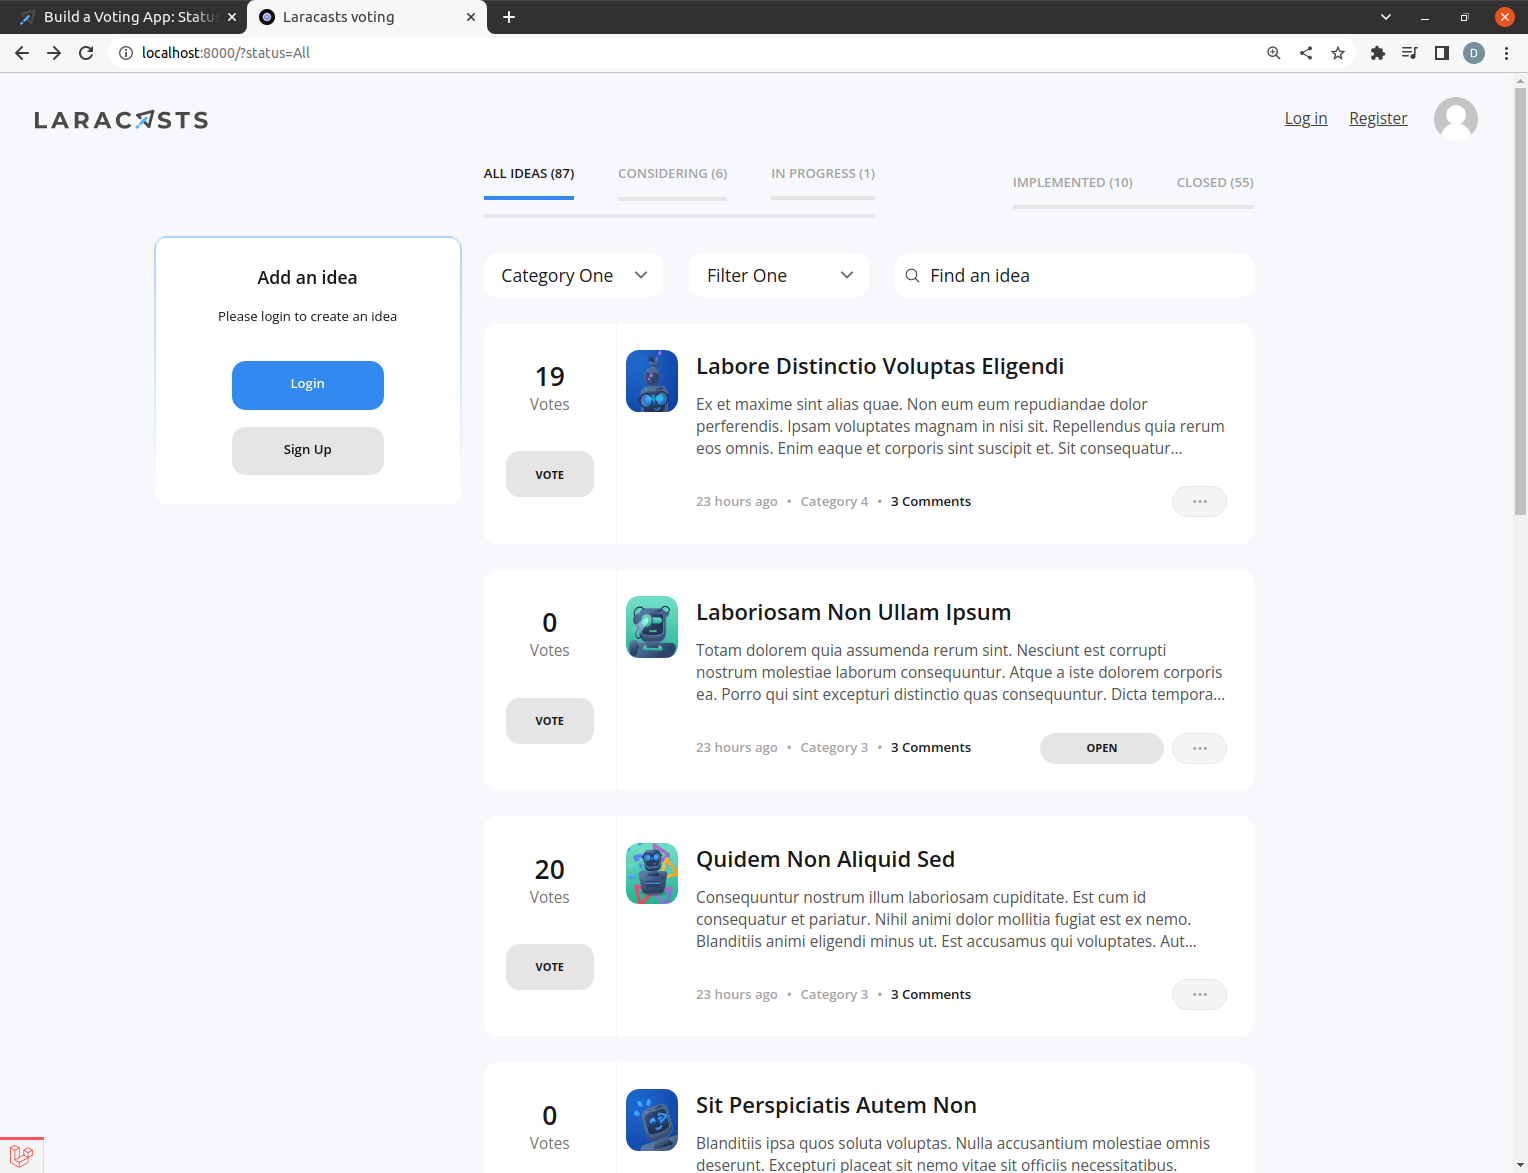 Build a Voting App: Statu
Laracasts voting
localhost:8000/?status=All
D
LARACASTS
Log in
Register
ALL IDEAS (87)
CONSIDERING (6)
IN PROGRESS (1)
IMPLEMENTED (10)
CLOSED (55)
Add an idea
Please login to create an idea
Login
Sign Up
Category One
Filter One
Find an idea
19
Votes
VOTE
Labore Distinctio Voluptas Eligendi
Ex et maxime sint alias quae. Non eum eum repudiandae dolor
perferendis. Ipsam voluptates magnam in nisi sit. Repellendus quia rerum
eos omnis. Enim eaque et corporis sint suscipit et. Sit consequatur...
23 hours ago • Category 4 • 3 Comments
0
Votes
VOTE
Laboriosam Non Ullam Ipsum
Totam dolorem quia assumenda rerum sint. Nesciunt est corrupti
nostrum molestiae laborum consequuntur. Atque a iste dolorem corporis
ea. Porro qui sint excepturi distinctio quas consequuntur. Dicta tempora...
23 hours ago • Category 3 • 3 Comments
OPEN
20
Votes
VOTE
Quidem Non Aliquid Sed
Consequuntur nostrum illum laboriosam cupiditate. Est cum id
consequatur et pariatur. Nihil animi dolor mollitia fugiat est ex nemo.
Blanditiis animi eligendi minus ut. Est accusamus qui voluptates. Aut...
23 hours ago • Category 3 • 3 Comments
0
Votes
Sit Perspiciatis Autem Non
Blanditiis ipsa quos soluta voluptas. Nulla accusantium molestiae omnis
deserunt. Excepturi placeat sit nemo vitae sit officiis necessitatibus.